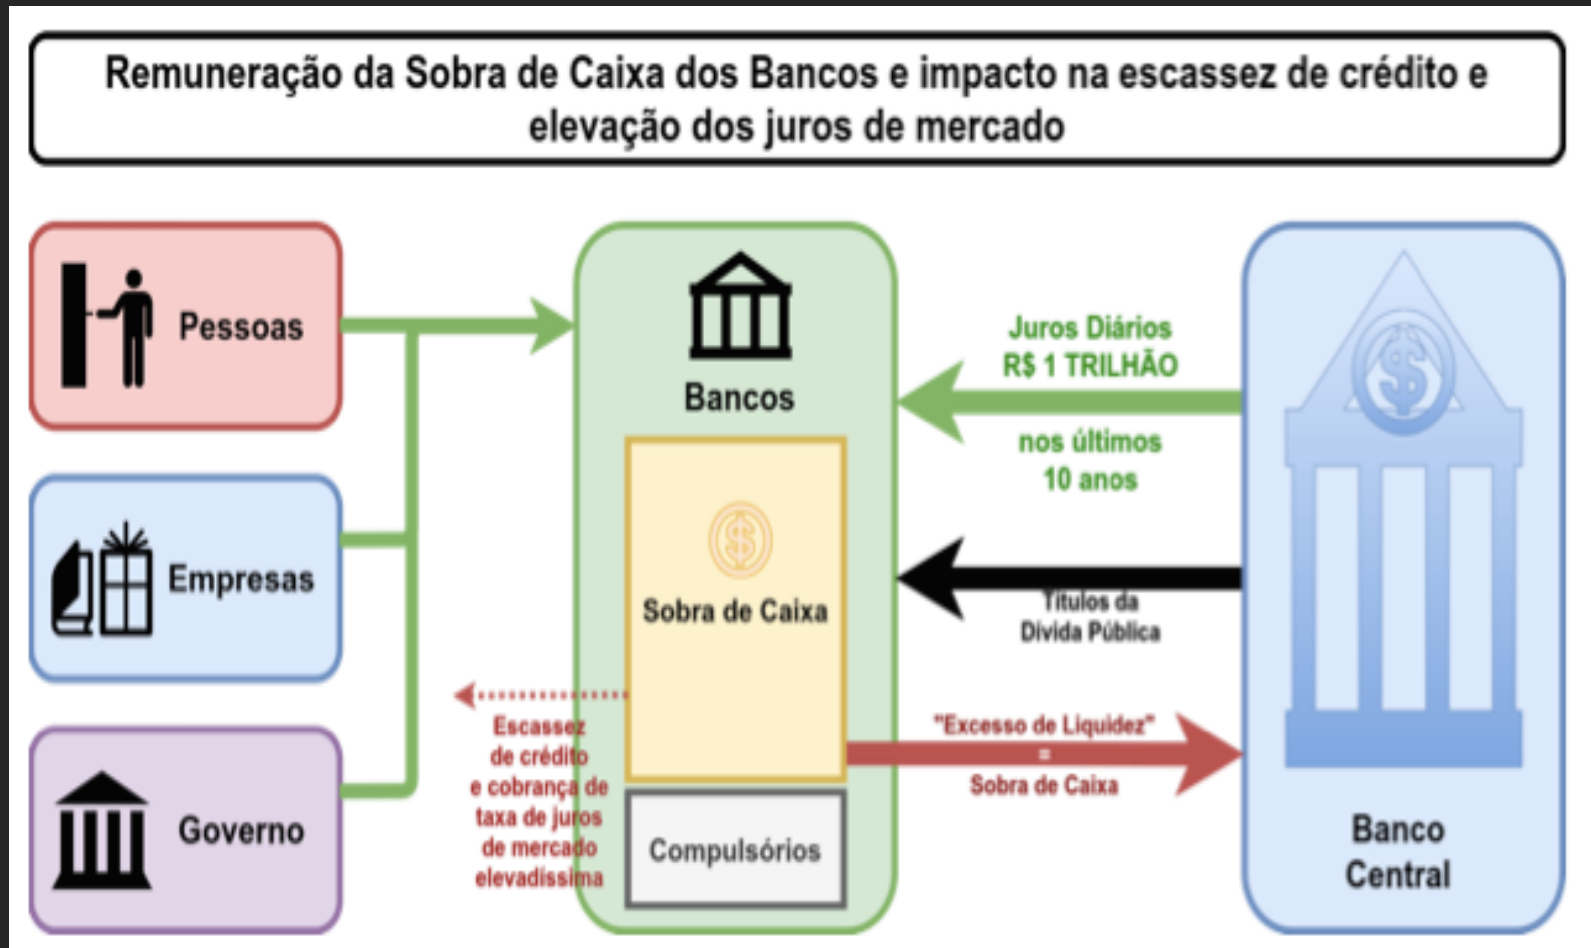 Remuneração da Sobra de Caixa dos Bancos e impacto na escassez de crédito e
elevação dos juros de mercado
Pessoas
Empresas
Governo
Bancos
Sobra de Caixa
Compulsórios
Escassez
de crédito
e cobrança de
taxa de juros
de mercado
elevadíssima
Juros Diários
R$ 1 TRILHÃO
nos últimos
10 anos
Títulos da
Dívida Pública
"Excesso de Liquidez"
=
Sobra de Caixa
Banco
Central